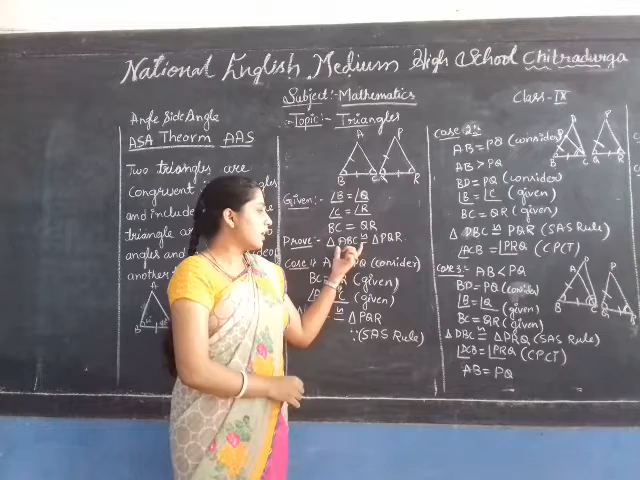 National English Medium High School Chitradurga
Subject:- Mathematics
Class:- IX
Topic:- Triangles
Angle Side Angle
ASA Theorm AAS
Two triangles are
Congruent
and include
triangle a
angles and
another t
A
B
A P
B C Q R
Given:- ∠B = ∠Q
∠C = ∠R
BC = QR
Prove:- △ ABC ≅ △ PQR
Case 1: A PQ (consider)
BC = QR (given)
C (given)
≅ △ PQR
∵ (SAS Rule)
Case 2:
AB = PQ (consider)
AB > PQ
BD = PQ (consider)
∠B = ∠C (given)
BC = QR (given)
△ DBC ≅ △ PQR (SAS Rule)
∠ACB = ∠PRQ (CPCT)
Case 3:- AB < PQ
BD = PQ (consider)
∠B = ∠Q (given)
BC = QR (given)
△ DBC ≅ △ PRQ (SAS Rule)
∠DCB = ∠PRQ (CPCT)
AB = PQ